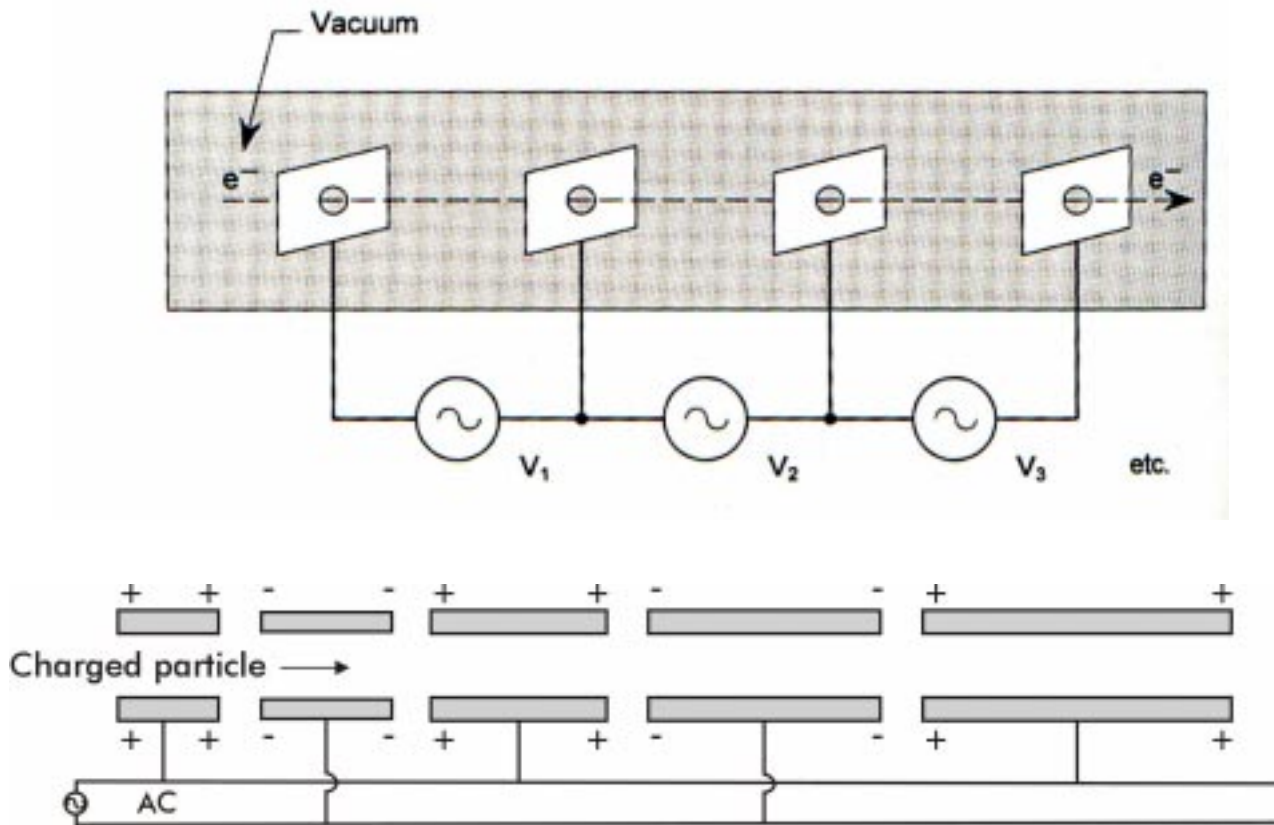 Vacuum
e⁻ e⁻
V₁ V₂ V₃ etc.
+ + - - + + - - + +
Charged particle
+ + - - + + - - + +
AC